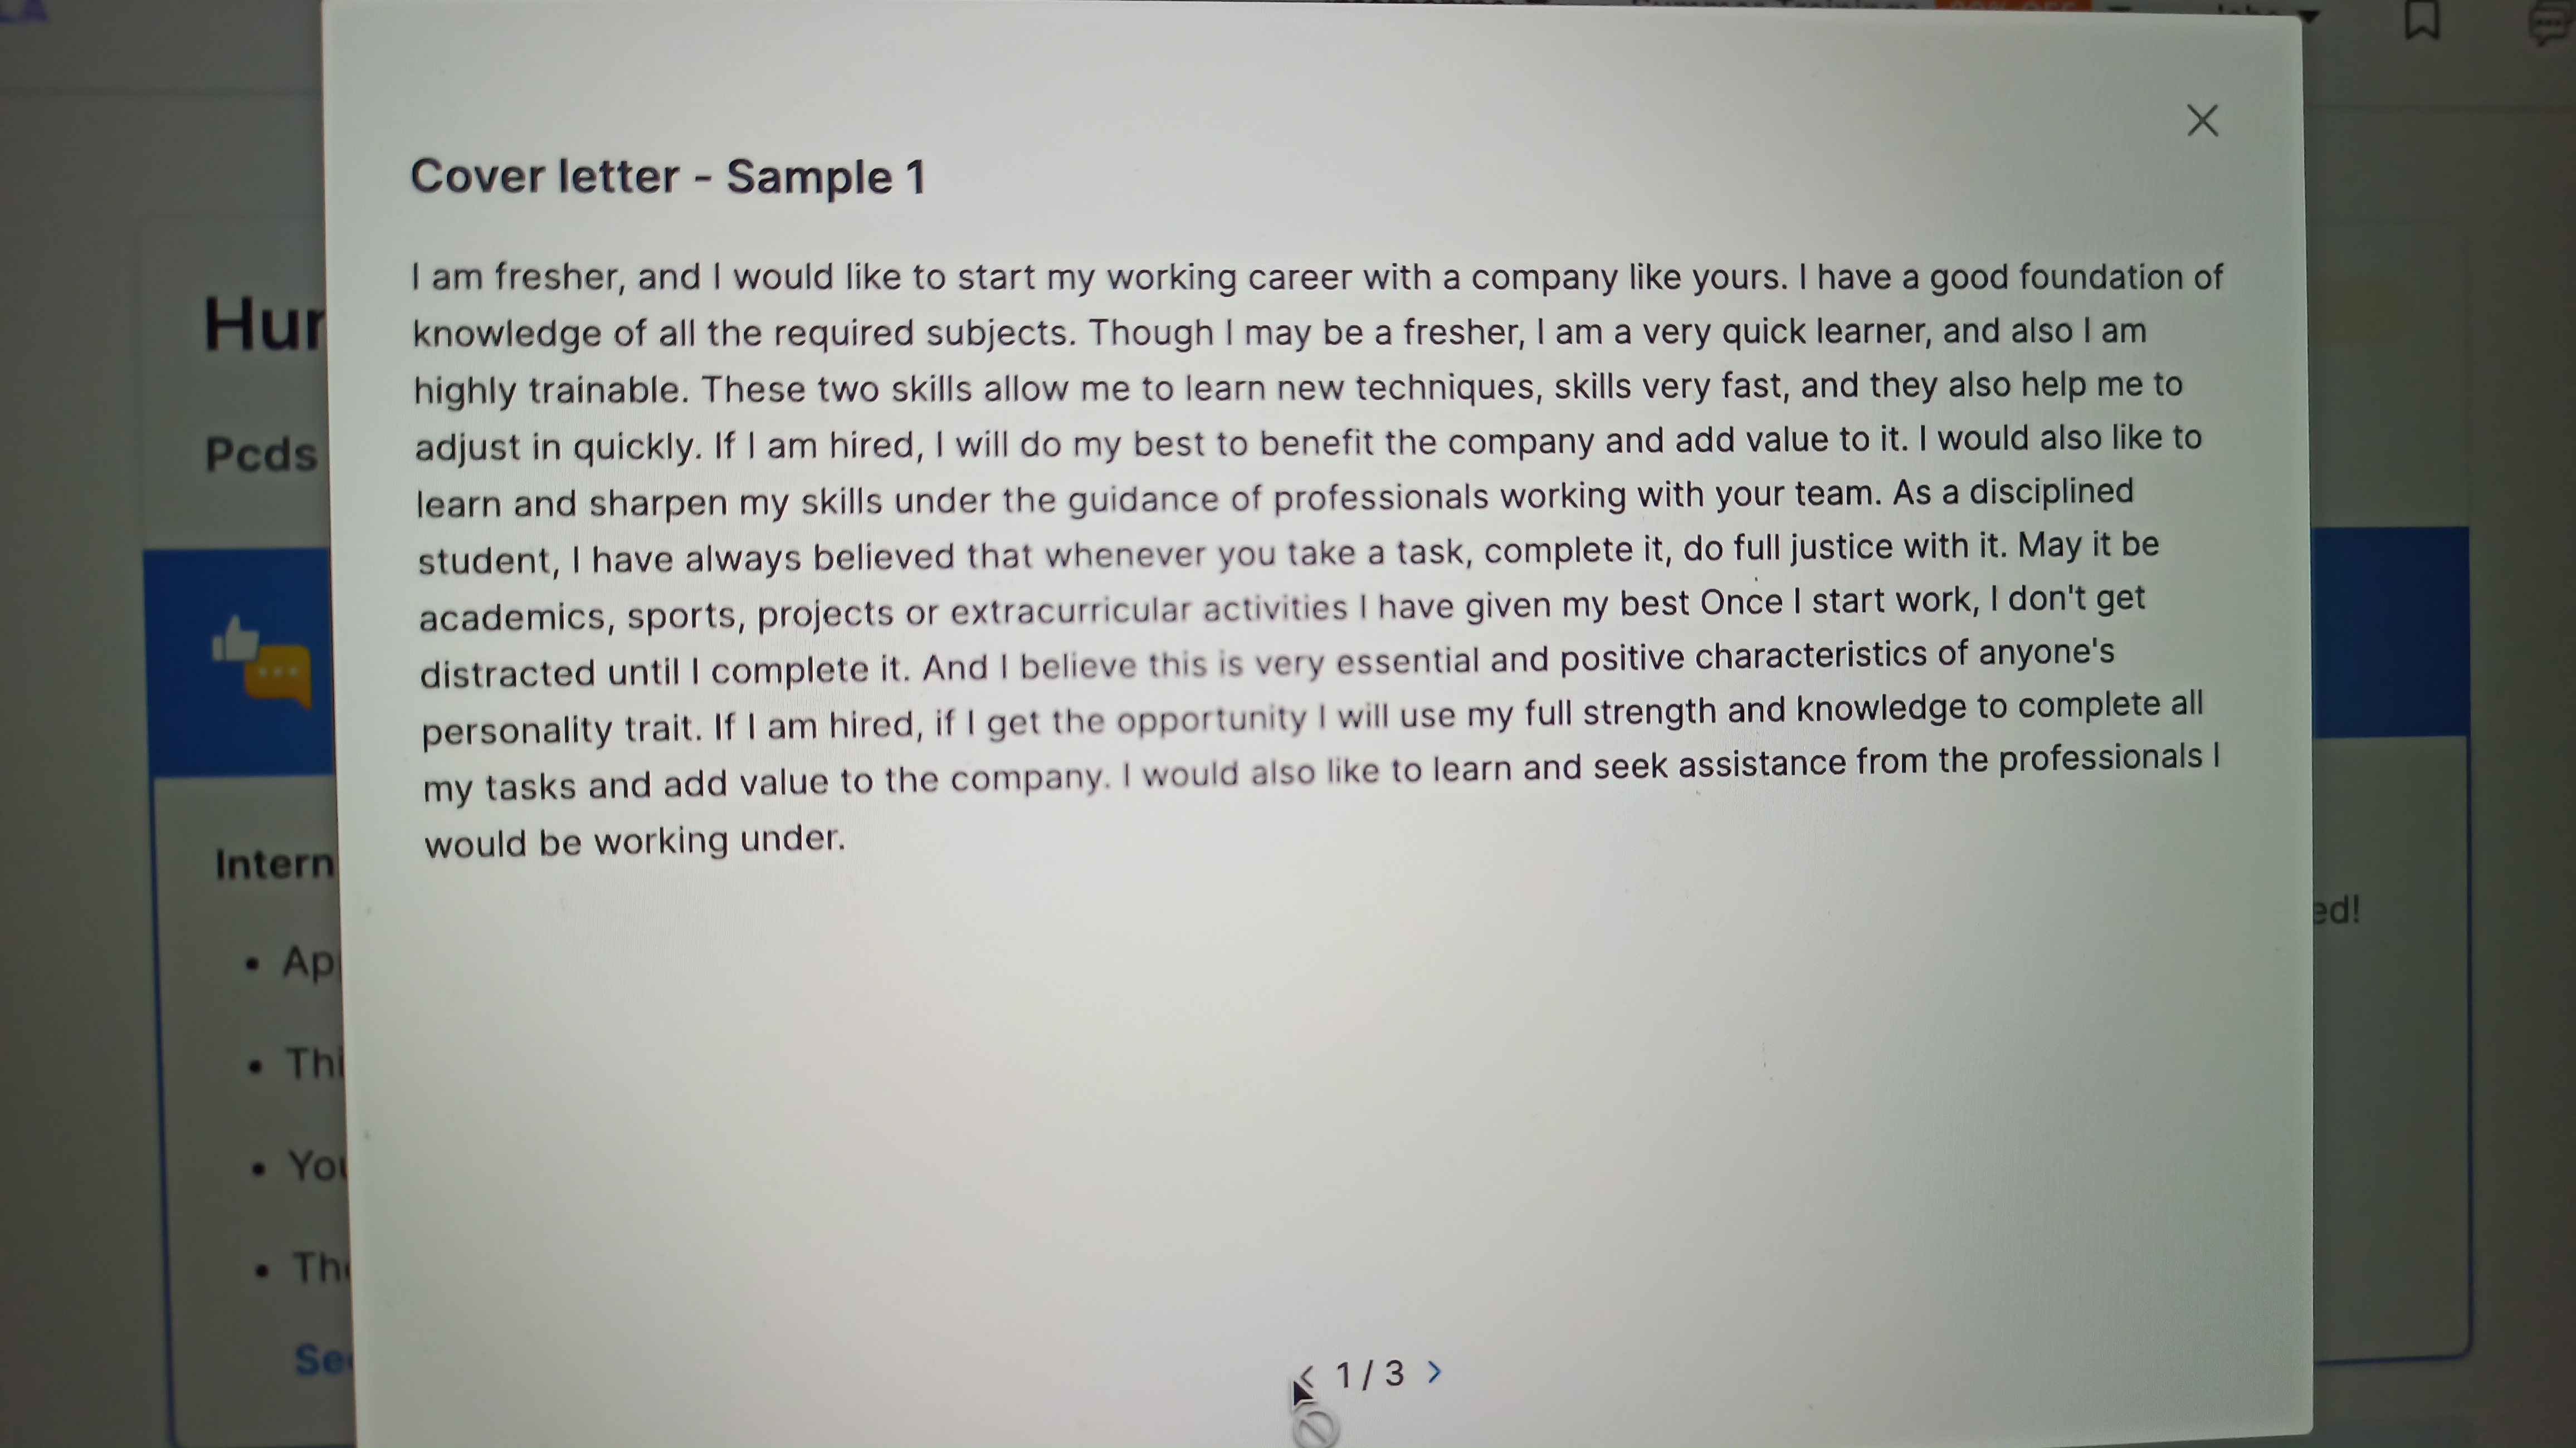 Cover letter - Sample 1
I am fresher, and I would like to start my working career with a company like yours. I have a good foundation of
knowledge of all the required subjects. Though I may be a fresher, I am a very quick learner, and also I am
highly trainable. These two skills allow me to learn new techniques, skills very fast, and they also help me to
adjust in quickly. If I am hired, I will do my best to benefit the company and add value to it. I would also like to
learn and sharpen my skills under the guidance of professionals working with your team. As a disciplined
student, I have always believed that whenever you take a task, complete it, do full justice with it. May it be
academics, sports, projects or extracurricular activities I have given my best Once I start work, I don't get
distracted until I complete it. And I believe this is very essential and positive characteristics of anyone's
personality trait. If I am hired, if I get the opportunity I will use my full strength and knowledge to complete all
my tasks and add value to the company. I would also like to learn and seek assistance from the professionals I
would be working under.
Hur
Pcds
Intern
ed!
• Ap
• Thi
• You
• The
See
1 / 3